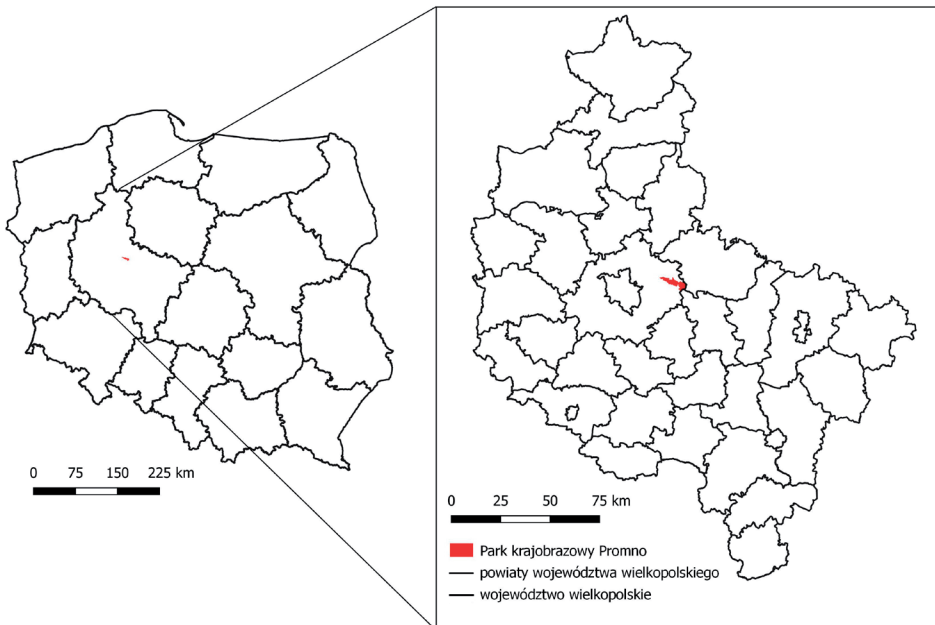 0 75 150 225 km
0 25 50 75 km
Park krajobrazowy Promno
powiaty województwa wielkopolskiego
województwo wielkopolskie